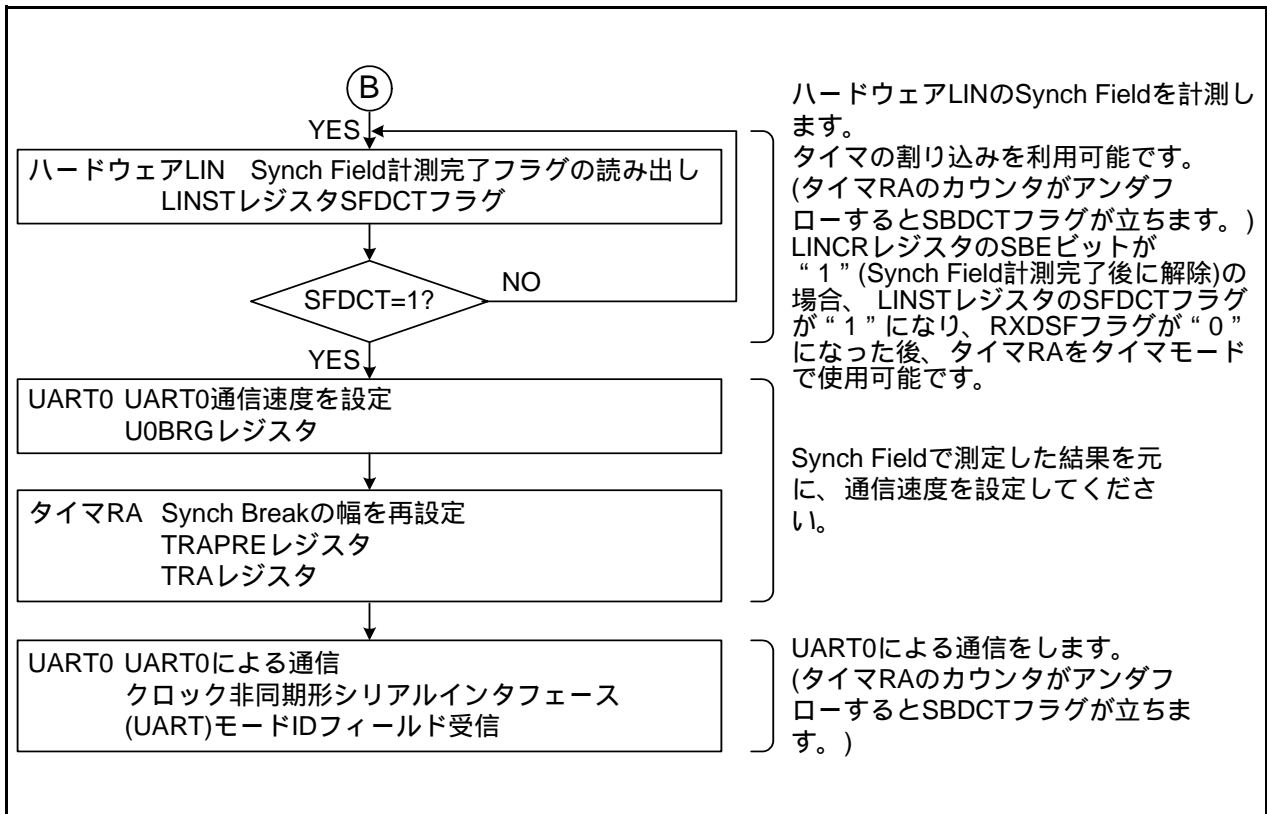 B
YES
ハードウェアLIN Synch Field計測完了フラグの読み出し
LINSTレジスタSFDCTフラグ
SFDCT=1?
NO
YES
ハードウェアLINのSynch Fieldを計測し
ます。
タイマの割り込みを利用可能です。
(タイマRAのカウンタがアンダフ
ローするとSBDCTフラグが立ちます。)
LINCRレジスタのSBEビットが
“1”(Synch Field計測完了後に解除)の
場合、LINSTレジスタのSFDCTフラグ
が“1”になり、RXDSFフラグが“0”
になった後、タイマRAをタイマモード
で使用可能です。
UART0 UART0通信速度を設定
U0BRGレジスタ
タイマRA Synch Breakの幅を再設定
TRAPREレジスタ
TRAレジスタ
Synch Fieldで測定した結果を元
に、通信速度を設定してくださ
い。
UART0 UART0による通信
クロック非同期形シリアルインタフェース
(UART)モードIDフィールド受信
UART0による通信をします。
(タイマRAのカウンタがアンダフ
ローするとSBDCTフラグが立ちま
す。)